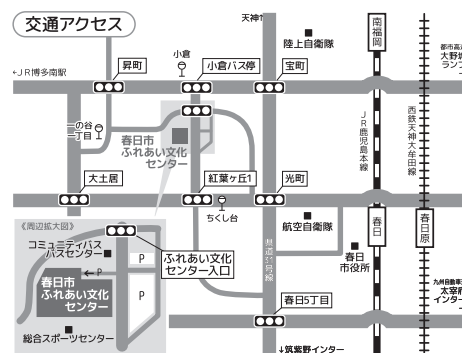 交通アクセス
天神↑
小倉
昇町
小倉バス停
宝町
陸上自衛隊
南福岡
←JR博多南駅
都市高
大野城
ランプ
一の谷
一丁目
春日市
ふれあい文化
センター
JR鹿児島本線
西鉄天神大牟田線
大土居
紅葉ヶ丘1
光町
ちくし台
航空自衛隊
県道31号線
春日
春日原
春日
市役所
《周辺拡大図》
コミュニティバス
バスセンター
P
←P
春日市
ふれあい文化
センター
P
総合スポーツセンター
ふれあい文化
センター入口
春日5丁目
九州自動車
太宰府
インター
↓筑紫野インター